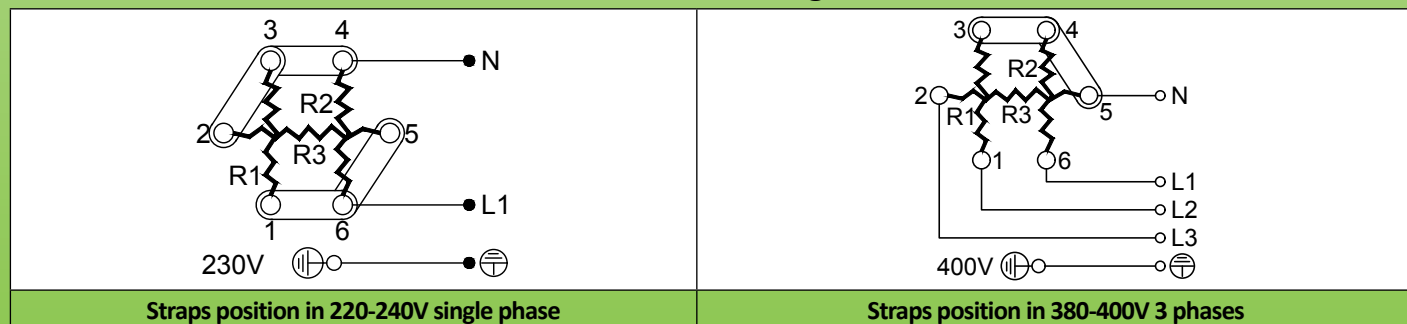 3 4
N
R2
2 5
R3
R1
1 6
L1
230V
Straps position in 220-240V single phase
3 4
R2
2 5 N
R1 R3
1 6
L1
L2
L3
400V
Straps position in 380-400V 3 phases